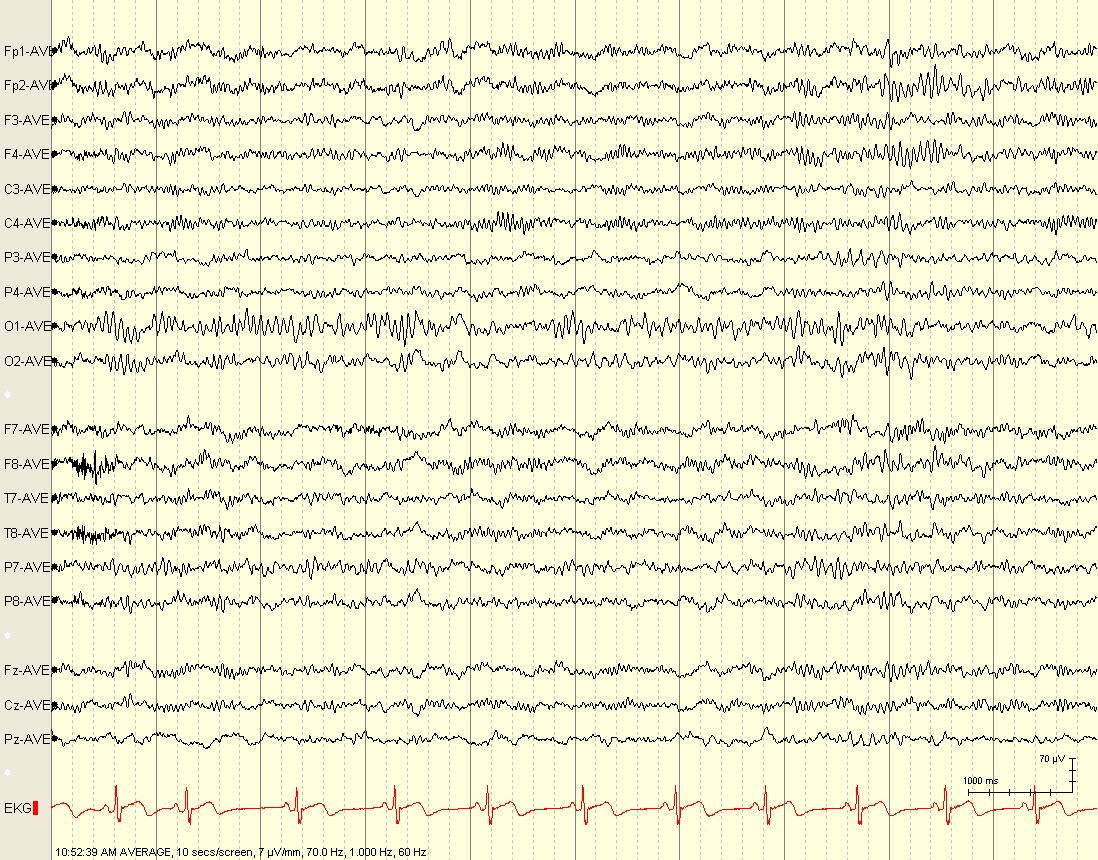 Fp1-AVE
Fp2-AVE
F3-AVE
F4-AVE
C3-AVE
C4-AVE
P3-AVE
P4-AVE
O1-AVE
O2-AVE
F7-AVE
F8-AVE
T7-AVE
T8-AVE
P7-AVE
P8-AVE
Fz-AVE
Cz-AVE
Pz-AVE
70 µV
1000 ms
EKG
10:52:39 AM AVERAGE, 10 secs/screen, 7 µV/mm, 70.0 Hz, 1.000 Hz, 60 Hz